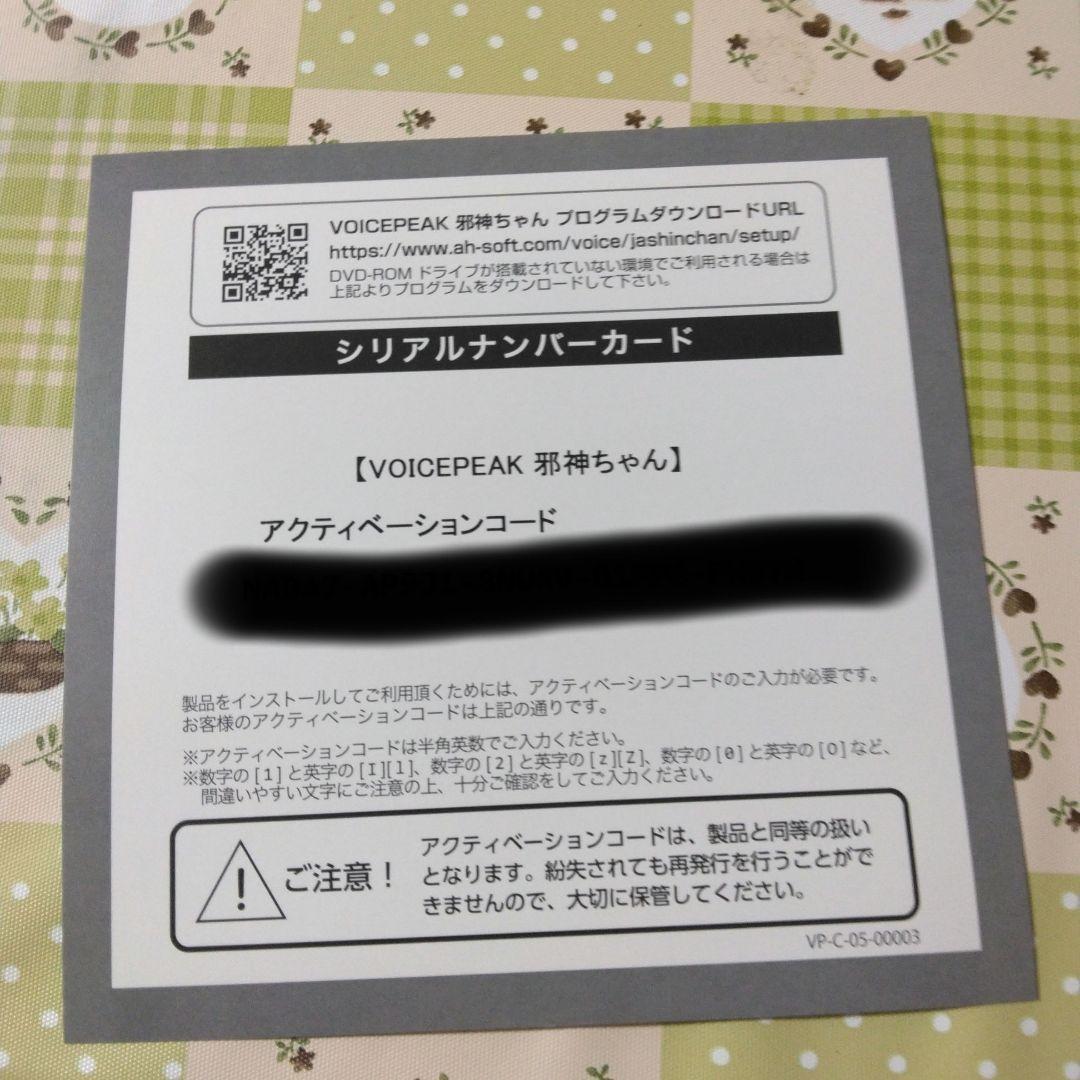 VOICEPEAK 邪神ちゃん プログラムダウンロードURL
https://www.ah-soft.com/voice/jashinchan/setup/
DVD-ROM ドライブが搭載されていない環境でご利用される場合は
上記よりプログラムをダウンロードして下さい。
シリアルナンバーカード
【VOICEPEAK 邪神ちゃん】
アクティベーションコード
製品をインストールしてご利用頂くためには、アクティベーションコードのご入力が必要です。
お客様のアクティベーションコードは上記の通りです。
※アクティベーションコードは半角英数でご入力ください。
※数字の[1]と英字の[I][l]、数字の[2]と英字の[z][Z]、数字の[0]と英字の[O]など、
間違いやすい文字にご注意の上、十分ご確認をしてご入力ください。
ご注意！
アクティベーションコードは、製品と同等の扱い
となります。紛失されても再発行を行うことがで
きませんので、大切に保管してください。
VP-C-05-00003